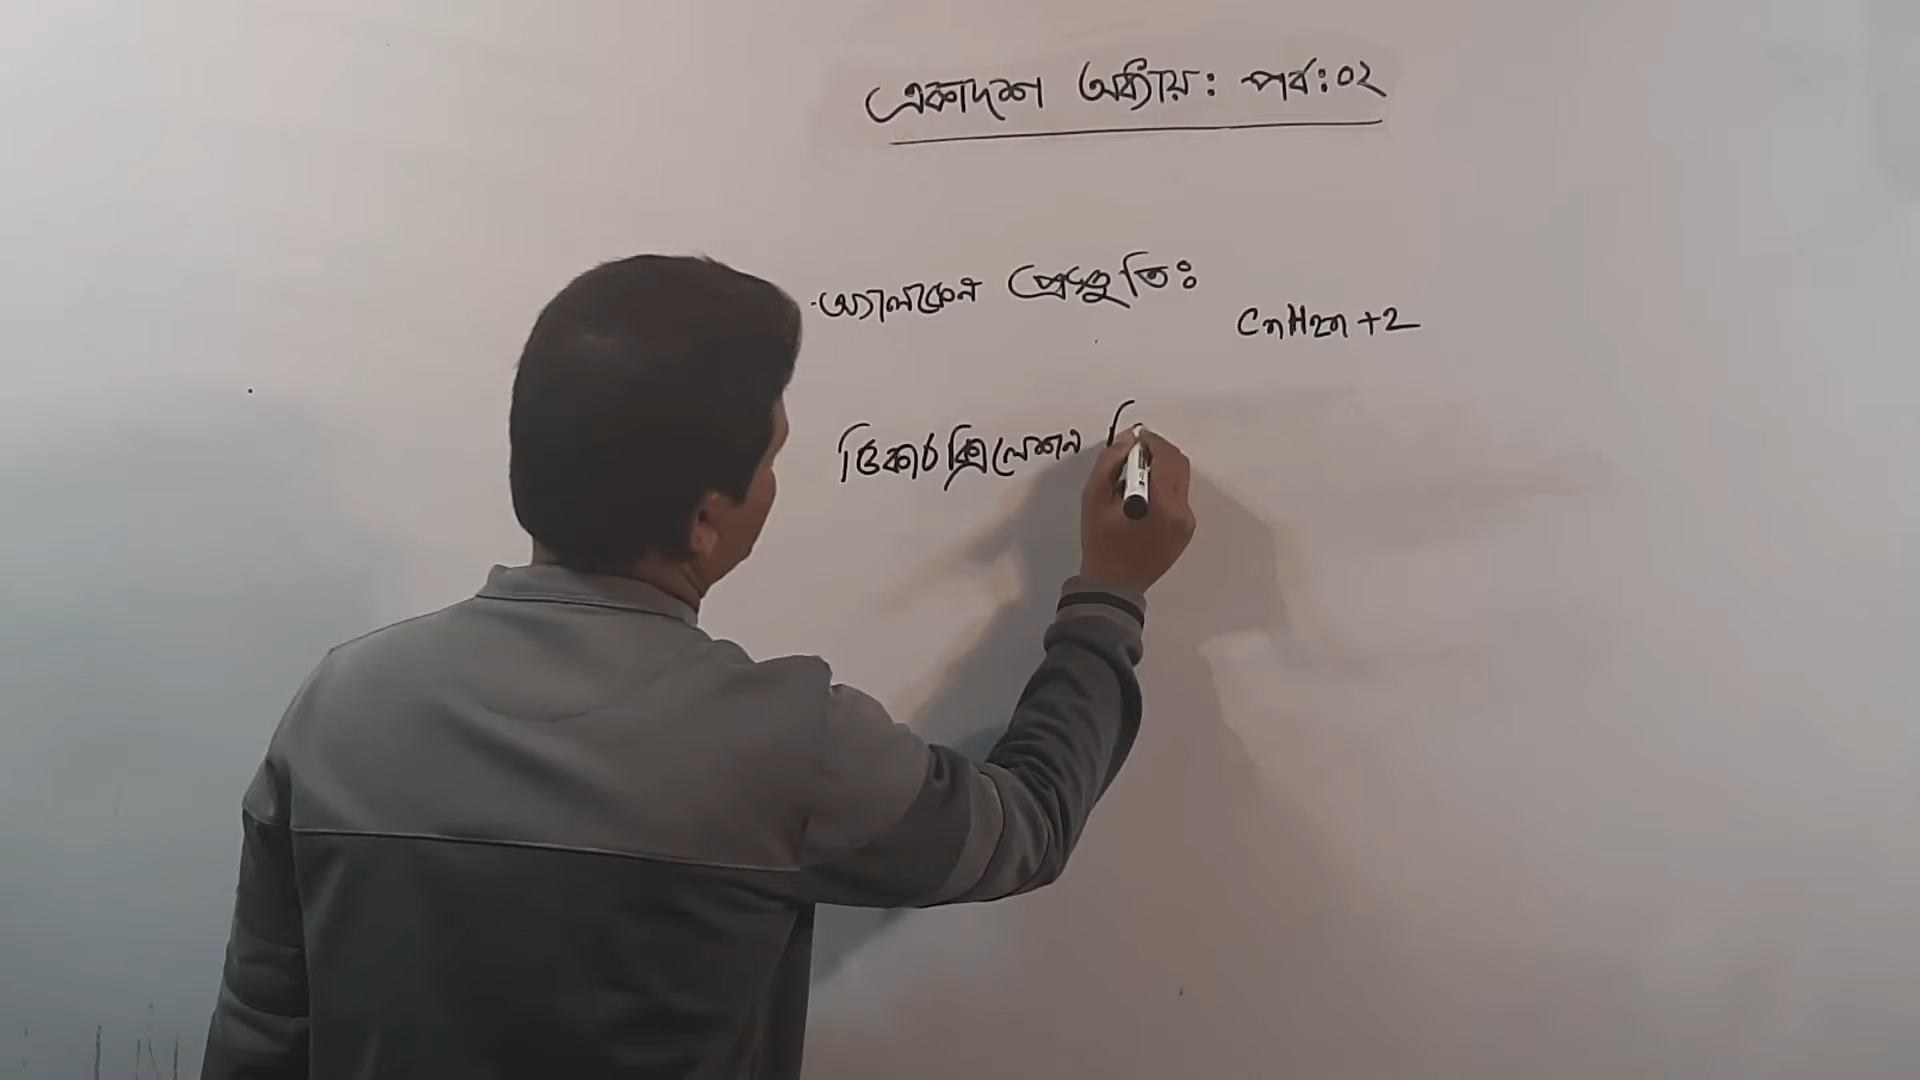 একাদশ অধ্যায়: পর্ব:০২
অ্যালকেন প্রস্তুতিঃ
CnH2n+2
ডিকার্বক্সিলেশন